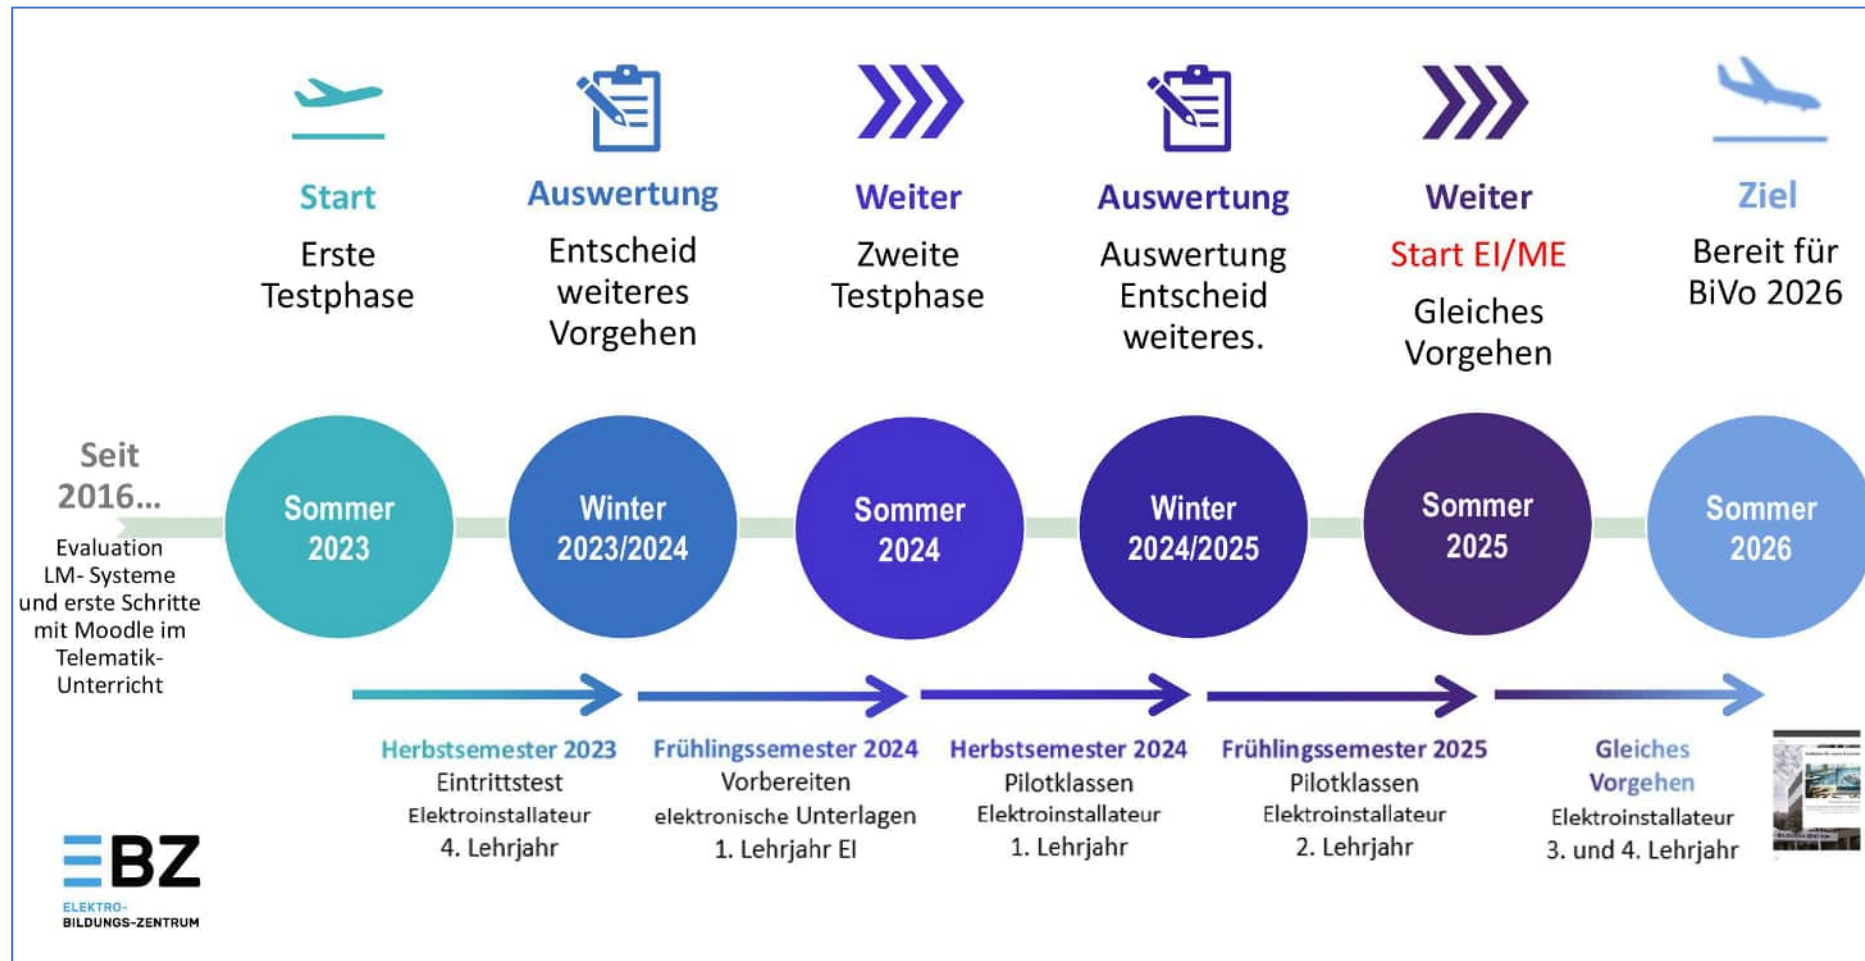 Start
Erste
Testphase
Auswertung
Entscheid
weiteres
Vorgehen
Weiter
Zweite
Testphase
Auswertung
Auswertung
Entscheid
weiteres.
Weiter
Start EI/ME
Gleiches
Vorgehen
Ziel
Bereit für
BiVo 2026
Seit
2016...
Evaluation
LM- Systeme
und erste Schritte
mit Moodle im
Telematik-
Unterricht
Sommer
2023
Winter
2023/2024
Sommer
2024
Winter
2024/2025
Sommer
2025
Sommer
2026
Herbstsemester 2023
Eintrittstest
Elektroinstallateur
4. Lehrjahr
Frühlingssemester 2024
Vorbereiten
elektronische Unterlagen
1. Lehrjahr EI
Herbstsemester 2024
Pilotklassen
Elektroinstallateur
1. Lehrjahr
Frühlingssemester 2025
Pilotklassen
Elektroinstallateur
2. Lehrjahr
Gleiches
Vorgehen
Elektroinstallateur
3. und 4. Lehrjahr
EBZ
ELEKTRO-
BILDUNGS-ZENTRUM